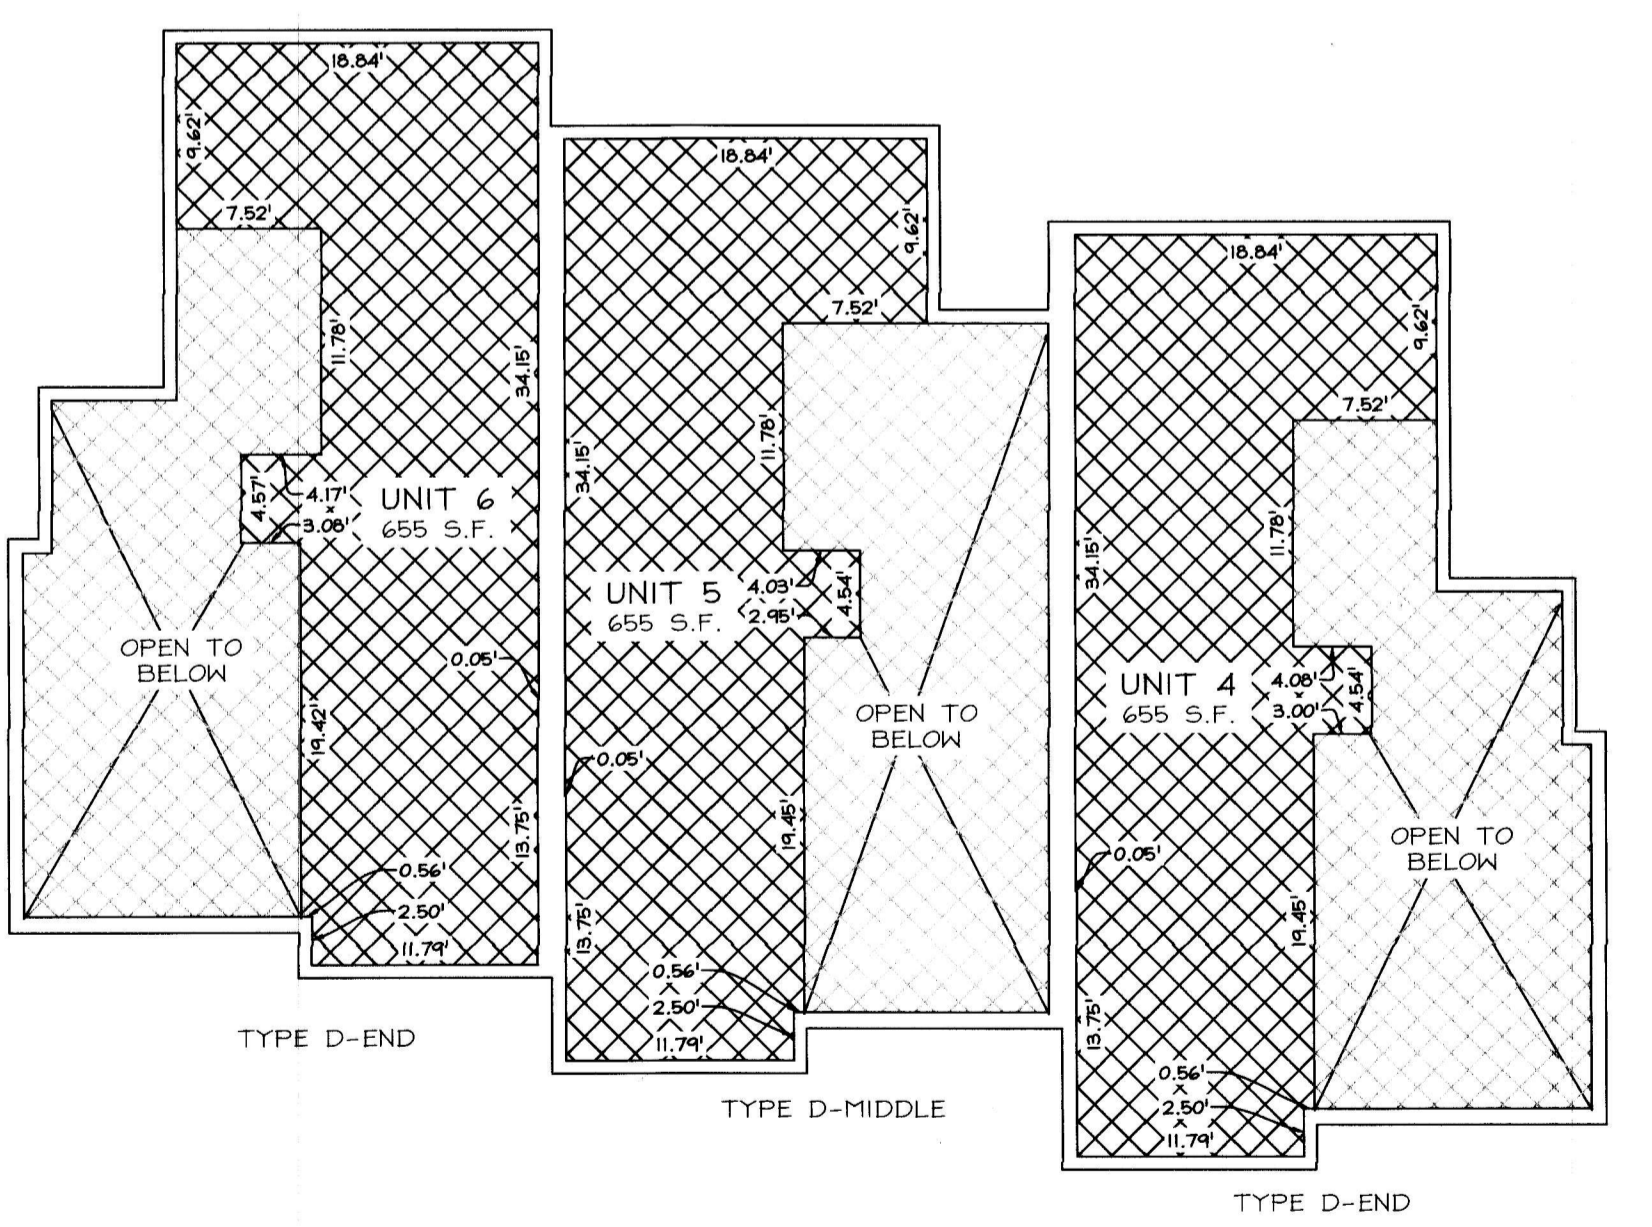 18.84'
9.62'
7.52'
11.78'
34.15'
4.57'
4.17'
3.08'
UNIT 6
655 S.F.
OPEN TO
BELOW
0.05'
19.42'
13.75'
0.56'
2.50'
11.79'
TYPE D-END
18.84'
9.62'
7.52'
11.78'
34.15'
4.03'
4.54'
2.95'
UNIT 5
655 S.F.
OPEN TO
BELOW
0.05'
19.45'
13.75'
0.56'
2.50'
11.79'
TYPE D-MIDDLE
18.84'
9.62'
7.52'
11.78'
34.15'
4.08'
4.54'
3.00'
UNIT 4
655 S.F.
OPEN TO
BELOW
0.05'
19.45'
13.75'
0.56'
2.50'
11.79'
TYPE D-END